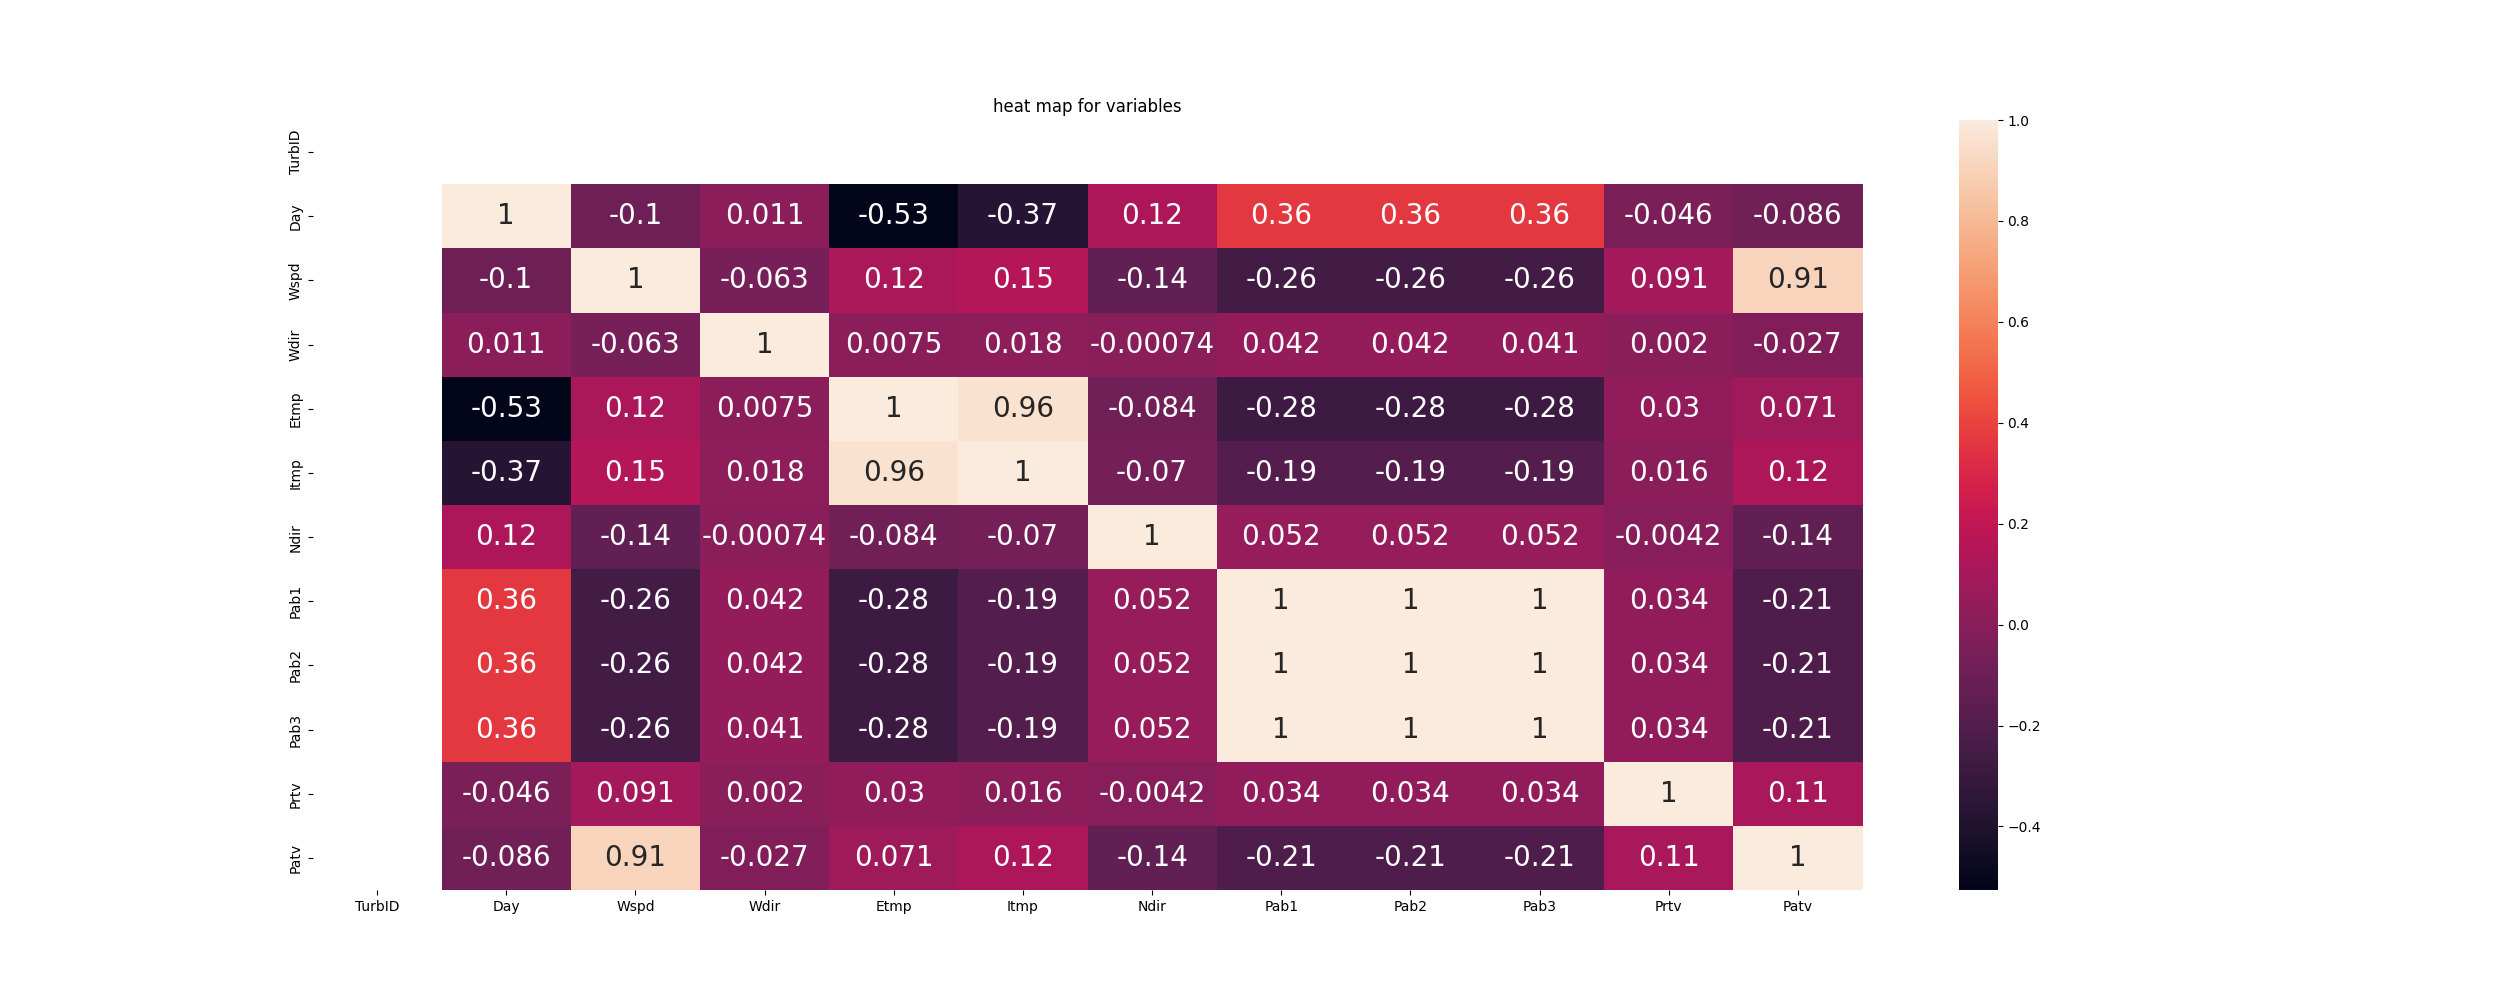 heat map for variables
TurbID
Day 1 -0.1 0.011 -0.53 -0.37 0.12 0.36 0.36 0.36 -0.046 -0.086
Wspd -0.1 1 -0.063 0.12 0.15 -0.14 -0.26 -0.26 -0.26 0.091 0.91
Wdir 0.011 -0.063 1 0.0075 0.018 -0.00074 0.042 0.042 0.041 0.002 -0.027
Etmp -0.53 0.12 0.0075 1 0.96 -0.084 -0.28 -0.28 -0.28 0.03 0.071
Itmp -0.37 0.15 0.018 0.96 1 -0.07 -0.19 -0.19 -0.19 0.016 0.12
Ndir 0.12 -0.14 -0.00074 -0.084 -0.07 1 0.052 0.052 0.052 -0.0042 -0.14
Pab1 0.36 -0.26 0.042 -0.28 -0.19 0.052 1 1 1 0.034 -0.21
Pab2 0.36 -0.26 0.042 -0.28 -0.19 0.052 1 1 1 0.034 -0.21
Pab3 0.36 -0.26 0.041 -0.28 -0.19 0.052 1 1 1 0.034 -0.21
Prtv -0.046 0.091 0.002 0.03 0.016 -0.0042 0.034 0.034 0.034 1 0.11
Patv -0.086 0.91 -0.027 0.071 0.12 -0.14 -0.21 -0.21 -0.21 0.11 1
TurbID Day Wspd Wdir Etmp Itmp Ndir Pab1 Pab2 Pab3 Prtv Patv
1.0
0.8
0.6
0.4
0.2
0.0
−0.2
−0.4